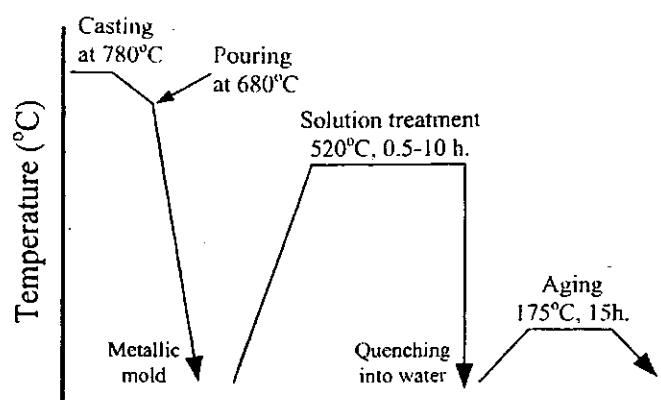 Casting
at 780°C
Pouring
at 680°C
Solution treatment
520°C, 0.5-10 h.
Aging
175°C, 15h.
Metallic
mold
Quenching
into water
Temperature (°C)